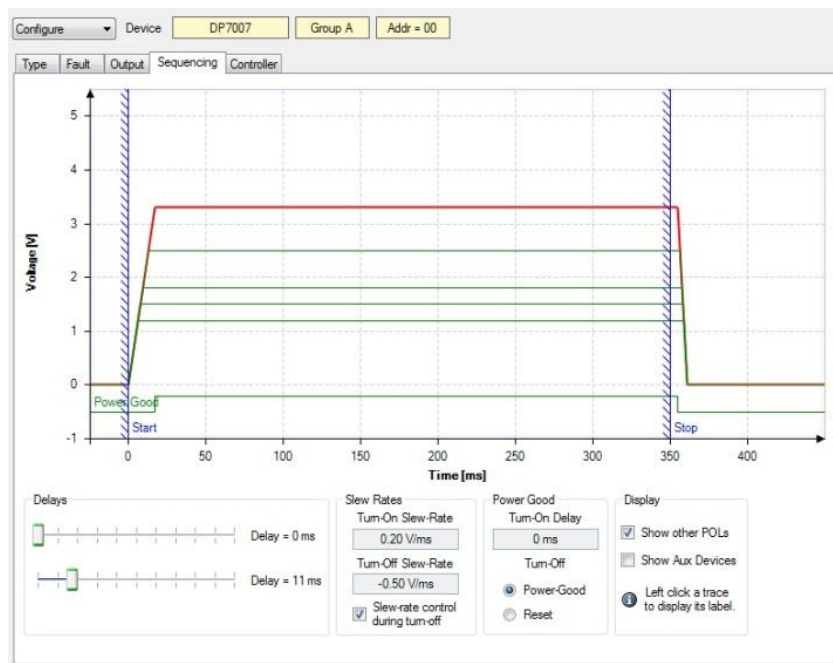 Configure Device DP7007 Group A Addr = 00
Type Fault Output Sequencing Controller
5
4
3
2
1
0
-1
Voltage [V]
Power Good
Start
Stop
0 50 100 150 200 250 300 350 400
Time [ms]
Delays
Delay = 0 ms
Delay = 11 ms
Slew Rates
Turn-On Slew-Rate
0.20 V/ms
Turn-Off Slew-Rate
-0.50 V/ms
Slew-rate control
during turn-off
Power Good
Turn-On Delay
0 ms
Turn-Off
Power-Good
Reset
Display
Show other POLs
Show Aux Devices
Left click a trace
to display its label.